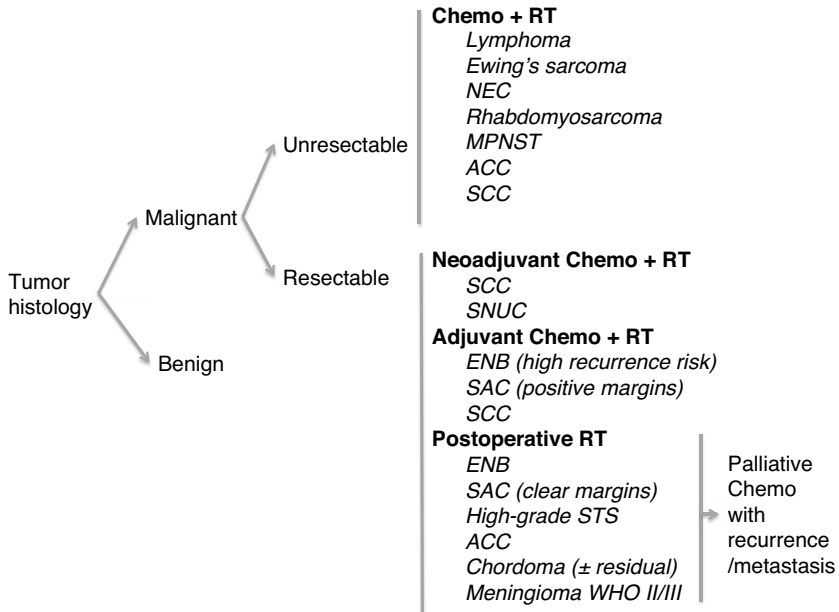 Tumor
histology
Malignant
Benign
Unresectable
Resectable
Chemo + RT
Lymphoma
Ewing's sarcoma
NEC
Rhabdomyosarcoma
MPNST
ACC
SCC
Neoadjuvant Chemo + RT
SCC
SNUC
Adjuvant Chemo + RT
ENB (high recurrence risk)
SAC (positive margins)
SCC
Postoperative RT
ENB
SAC (clear margins)
High-grade STS
ACC
Chordoma (± residual)
Meningioma WHO II/III
Palliative
Chemo
with
recurrence
/metastasis